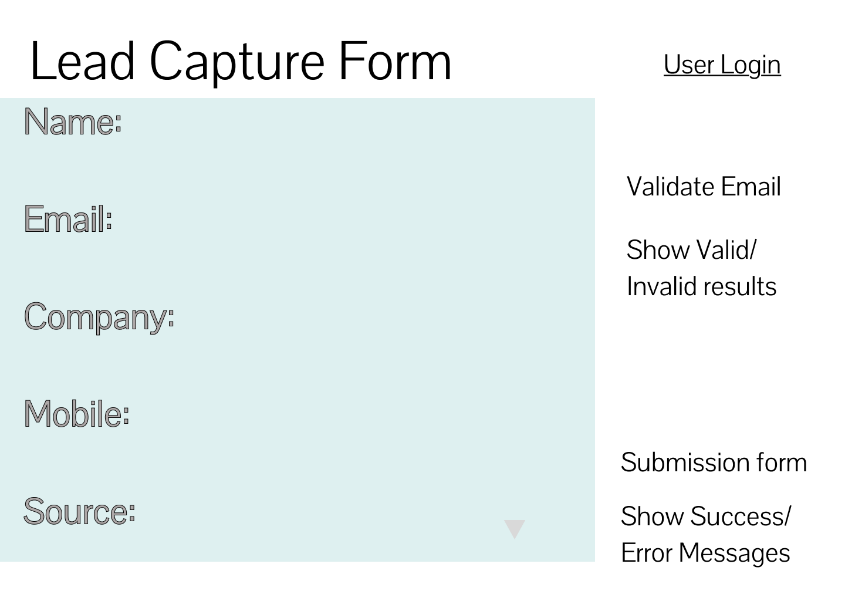 Lead Capture Form
User Login
Name:
Email:
Company:
Mobile:
Source:
Validate Email
Show Valid/
Invalid results
Submission form
Show Success/
Error Messages